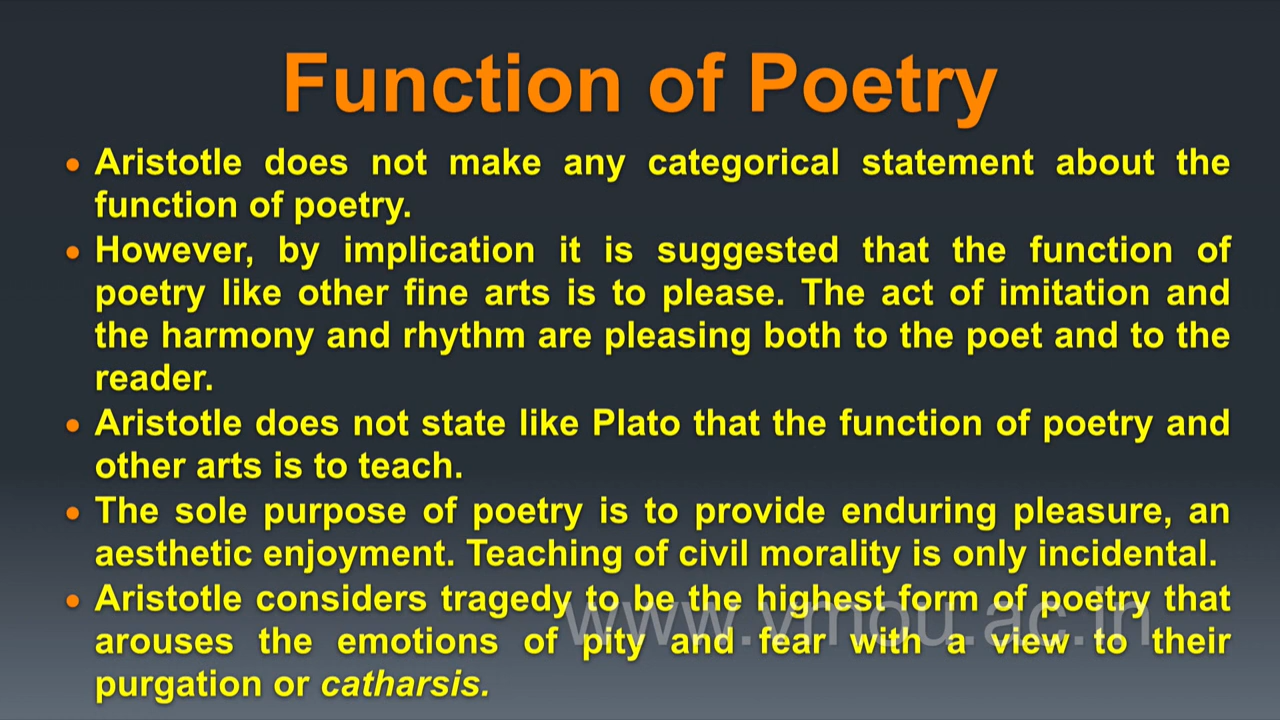 Function of Poetry
• Aristotle does not make any categorical statement about the
function of poetry.
• However, by implication it is suggested that the function of
poetry like other fine arts is to please. The act of imitation and
the harmony and rhythm are pleasing both to the poet and to the
reader.
• Aristotle does not state like Plato that the function of poetry and
other arts is to teach.
• The sole purpose of poetry is to provide enduring pleasure, an
aesthetic enjoyment. Teaching of civil morality is only incidental.
• Aristotle considers tragedy to be the highest form of poetry that
arouses the emotions of pity and fear with a view to their
purgation or catharsis.
www.vmou.ac.in